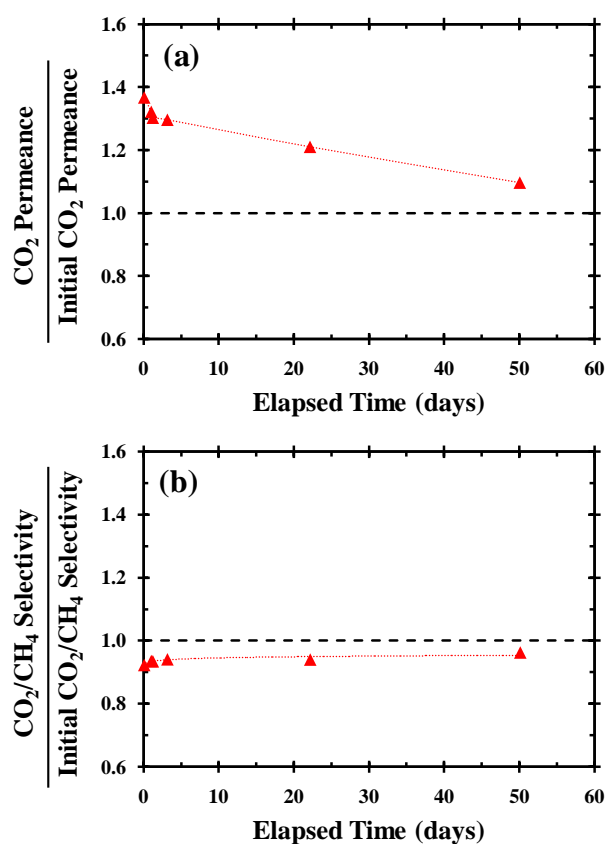 (a)
CO₂ Permeance
Initial CO₂ Permeance
1.6
1.4
1.2
1.0
0.8
0.6
0 10 20 30 40 50 60
Elapsed Time (days)
(b)
CO₂/CH₄ Selectivity
Initial CO₂/CH₄ Selectivity
1.6
1.4
1.2
1.0
0.8
0.6
0 10 20 30 40 50 60
Elapsed Time (days)